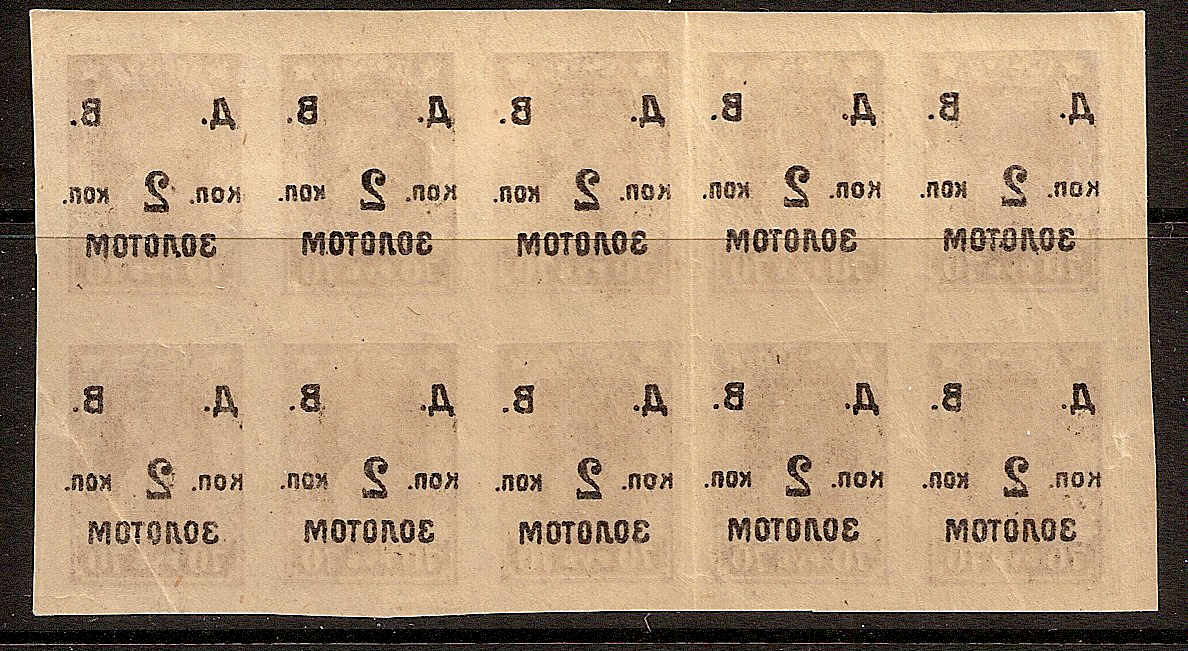 Д. В. Д. В. Д. В. Д. В. Д. В.
коп. 2 коп. коп. 2 коп. коп. 2 коп. коп. 2 коп. коп. 2 коп.
золотом золотом золотом золотом золотом
Д. В. Д. В. Д. В. Д. В. Д. В.
коп. 2 коп. коп. 2 коп. коп. 2 коп. коп. 2 коп. коп. 2 коп.
золотом золотом золотом золотом золотом